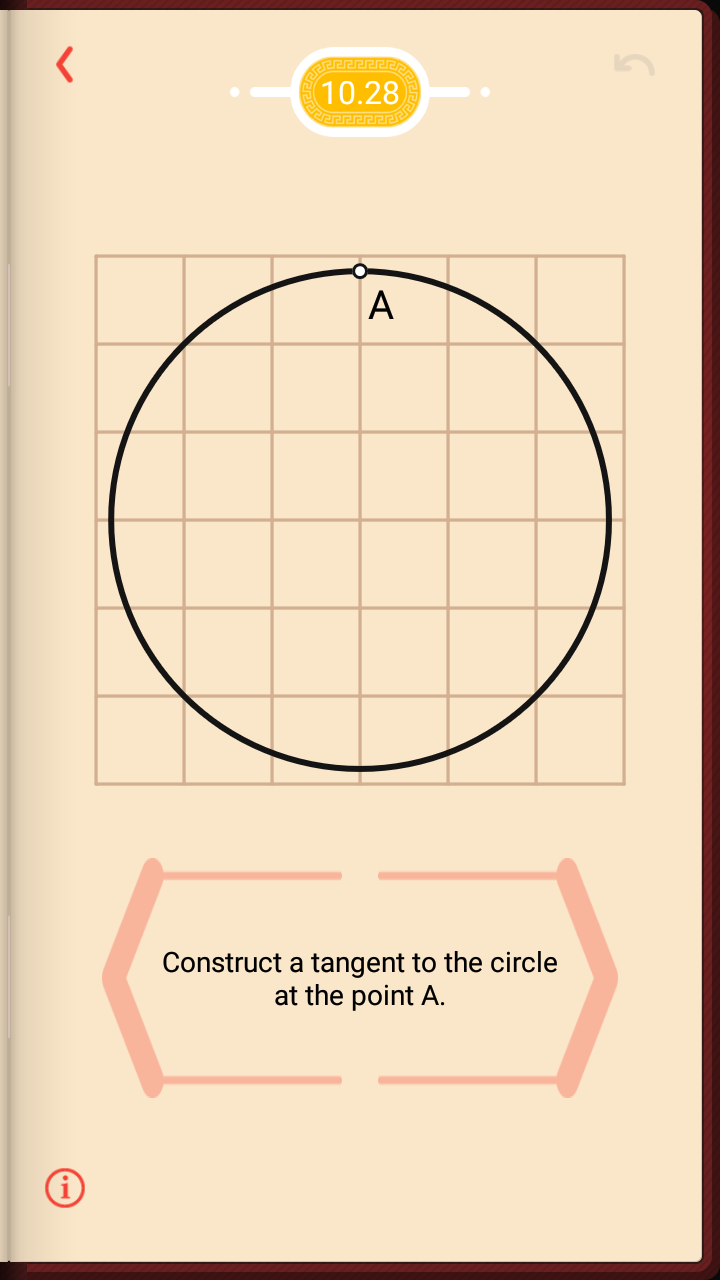 10.28
A
Construct a tangent to the circle
at the point A.
i